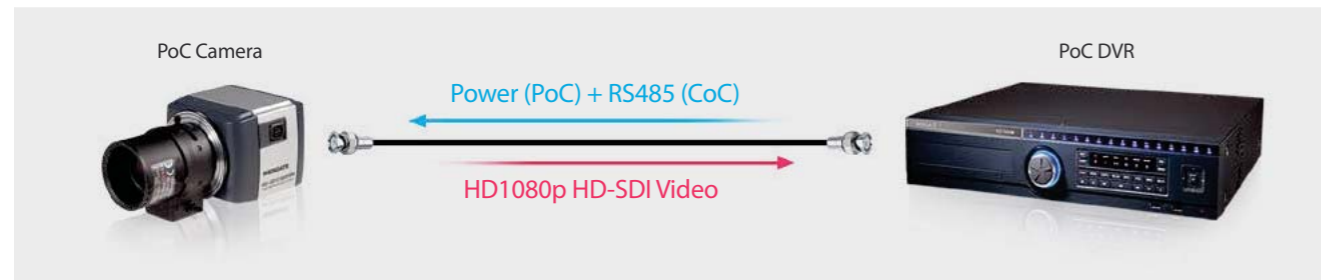 PoC Camera
PoC DVR
Power (PoC) + RS485 (CoC)
HD1080p HD-SDI Video